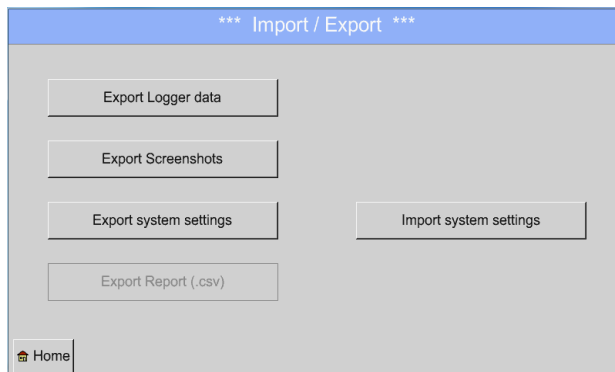 *** Import / Export ***
Export Logger data
Export Screenshots
Export system settings
Import system settings
Export Report (.csv)
Home